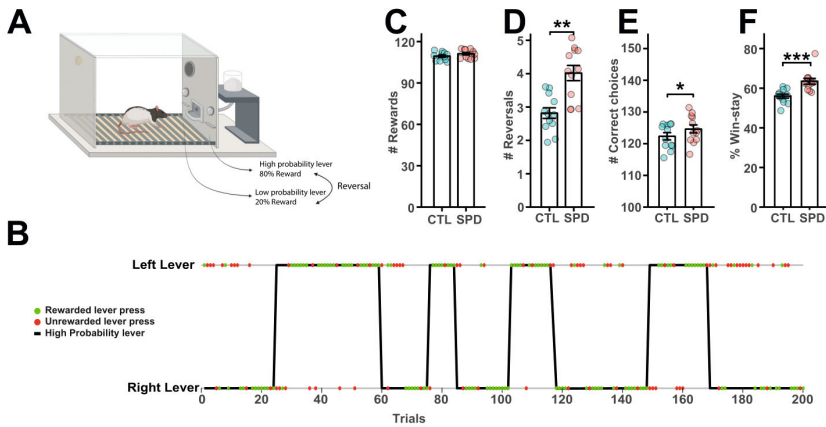 A
High probability lever
80% Reward
Low probability lever
20% Reward
Reversal
C
# Rewards
120
90
60
30
0
CTL SPD
D
**
# Reversals
5
4
3
2
1
0
CTL SPD
E
*
# Correct choices
150
140
130
120
110
100
CTL SPD
F
***
% Win-stay
80
60
40
20
0
CTL SPD
B
Left Lever
Rewarded lever press
Unrewarded lever press
High Probability lever
Right Lever
0 20 40 60 80 100 120 140 160 180 200
Trials